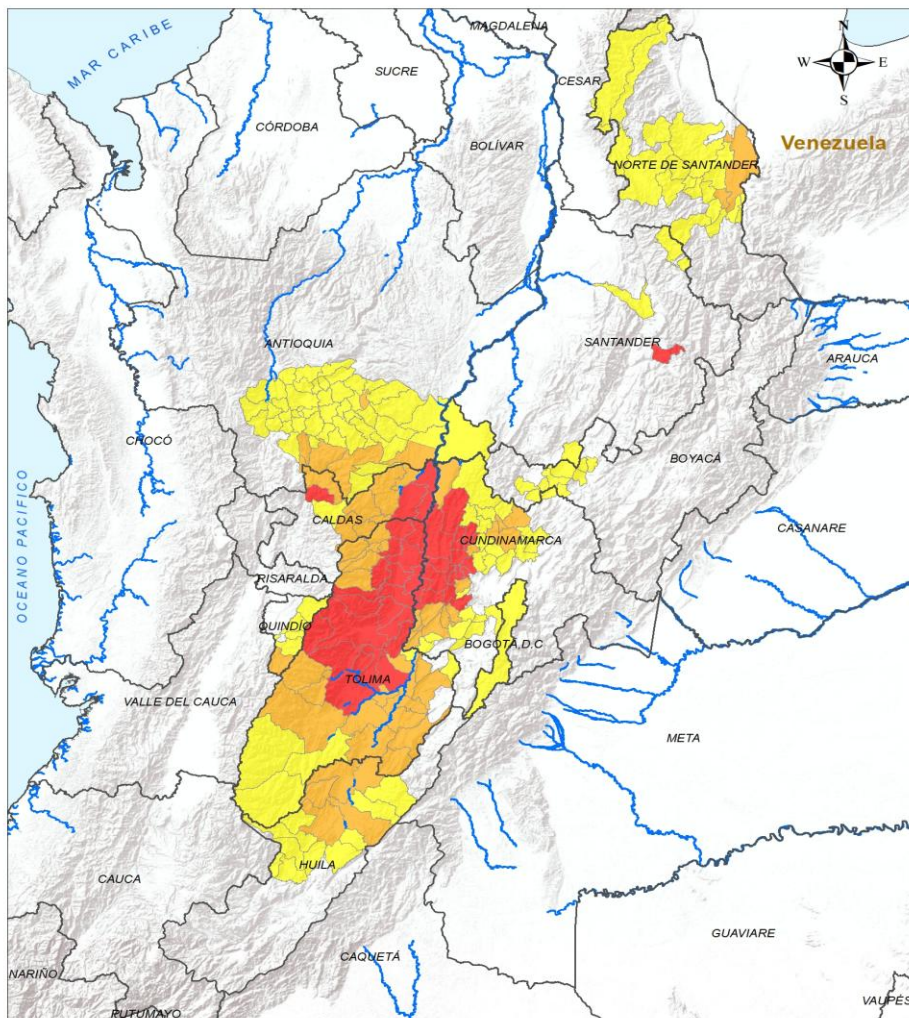 MAGDALENA
N
MAR CARIBE
W
E
SUCRE
CESAR
S
CÓRDOBA
BOLÍVAR
Venezuela
NORTE DE SANTANDER
ANTIOQUIA
SANTANDER
ARAUCA
CHOCÓ
BOYACA
OCEANO PACIFICO
CALDAS
CUNDINAMARCA
CASANARE
RISARALDA
QUINDÍO
BOGOTÁ,D.C
TOLIMA
VALLE DEL CAUCA
META
HUILA
CAUCA
GUAVIARE
CAQUETÁ
NARIÑO
VAUPÉS
PUTUMAYO